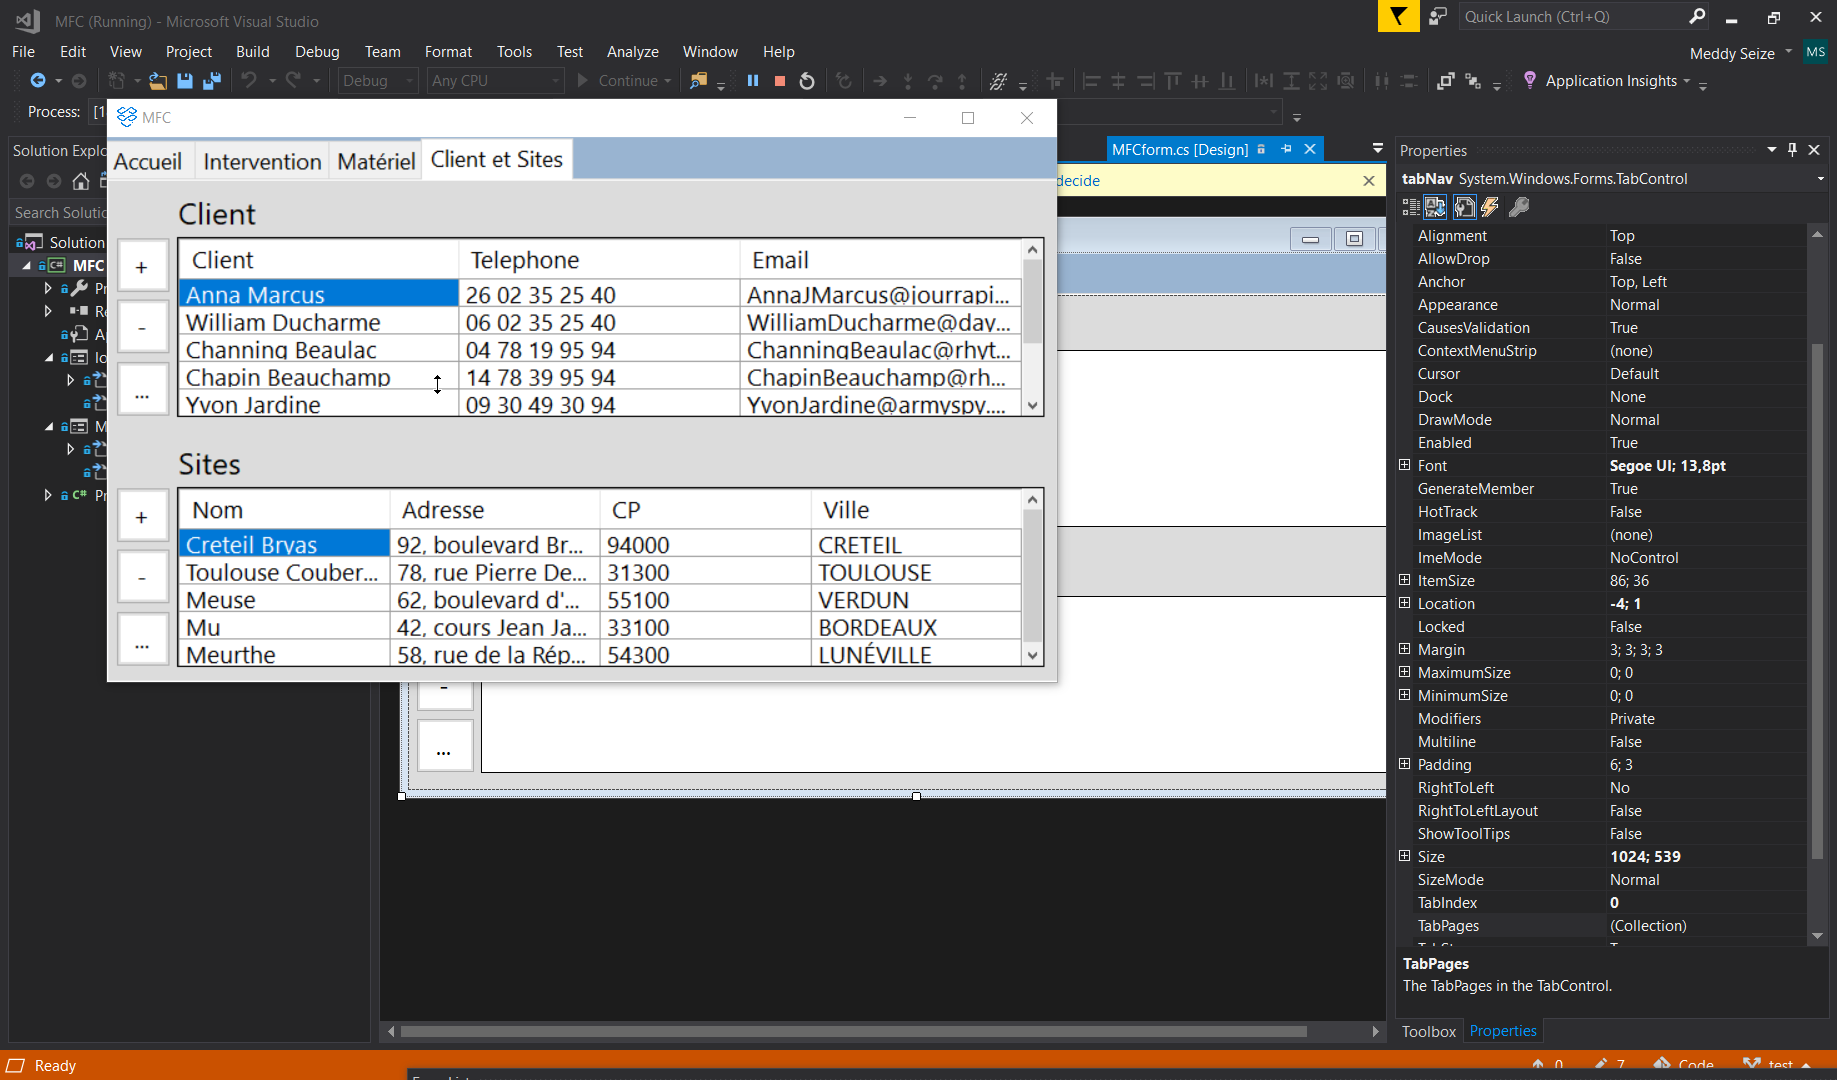 MFC (Running) - Microsoft Visual Studio
Quick Launch (Ctrl+Q)
File Edit View Project Build Debug Team Format Tools Test Analyze Window Help
Meddy Seize MS
Debug Any CPU Continue Application Insights
Process: [1
MFC
Solution Explo
Accueil Intervention Matériel Client et Sites
MFCform.cs [Design]
decide
Search Solutic
Solution
MFC
Client
+
-
...
Client Telephone Email
Anna Marcus 26 02 35 25 40 AnnaJMarcus@jourrapi...
William Ducharme 06 02 35 25 40 WilliamDucharme@day...
Channing Beaulac 04 78 19 95 94 ChanningBeaulac@rhyt...
Chapin Beauchamp 14 78 39 95 94 ChapinBeauchamp@rh...
Yvon Jardine 09 30 49 30 94 YvonJardine@armyspy....
Sites
+
-
...
Nom Adresse CP Ville
Creteil Bryas 92, boulevard Br... 94000 CRETEIL
Toulouse Couber... 78, rue Pierre De... 31300 TOULOUSE
Meuse 62, boulevard d'... 55100 VERDUN
Mu 42, cours Jean Ja... 33100 BORDEAUX
Meurthe 58, rue de la Rép... 54300 LUNÉVILLE
-
...
Properties
tabNav System.Windows.Forms.TabControl
Alignment Top
AllowDrop False
Anchor Top, Left
Appearance Normal
CausesValidation True
ContextMenuStrip (none)
Cursor Default
Dock None
DrawMode Normal
Enabled True
Font Segoe UI; 13,8pt
GenerateMember True
HotTrack False
ImageList (none)
ImeMode NoControl
ItemSize 86; 36
Location -4; 1
Locked False
Margin 3; 3; 3; 3
MaximumSize 0; 0
MinimumSize 0; 0
Modifiers Private
Multiline False
Padding 6; 3
RightToLeft No
RightToLeftLayout False
ShowToolTips False
Size 1024; 539
SizeMode Normal
TabIndex 0
TabPages (Collection)
TabPages
The TabPages in the TabControl.
Toolbox Properties
Ready
0 7 Code test